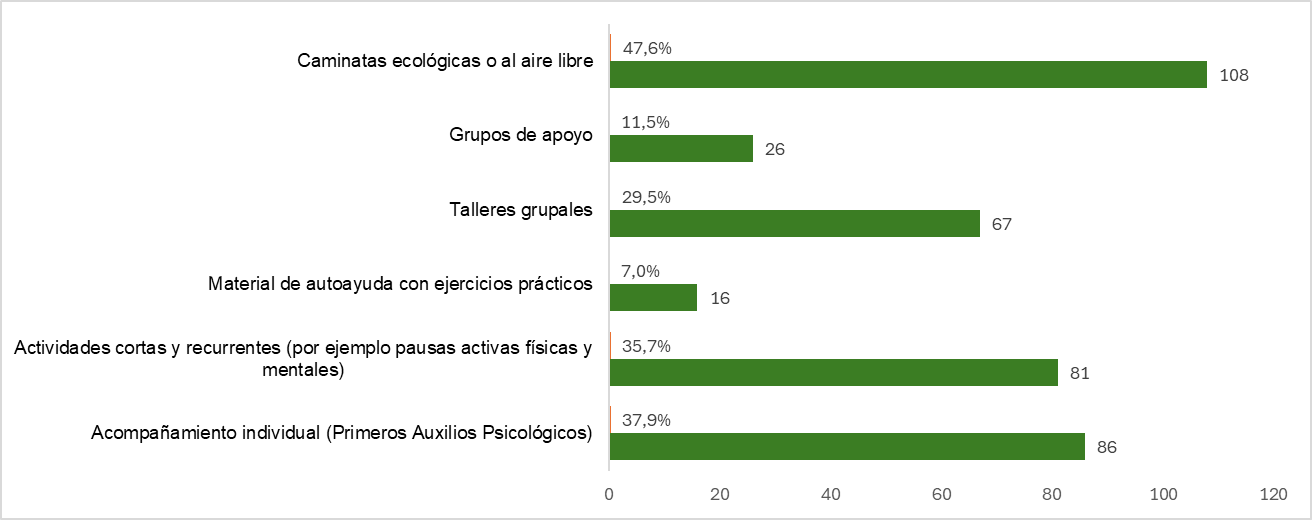 Caminatas ecológicas o al aire libre
47,6%
108
Grupos de apoyo
11,5%
26
Talleres grupales
29,5%
67
Material de autoayuda con ejercicios prácticos
7,0%
16
Actividades cortas y recurrentes (por ejemplo pausas activas físicas y
mentales)
35,7%
81
Acompañamiento individual (Primeros Auxilios Psicológicos)
37,9%
86
0 20 40 60 80 100 120